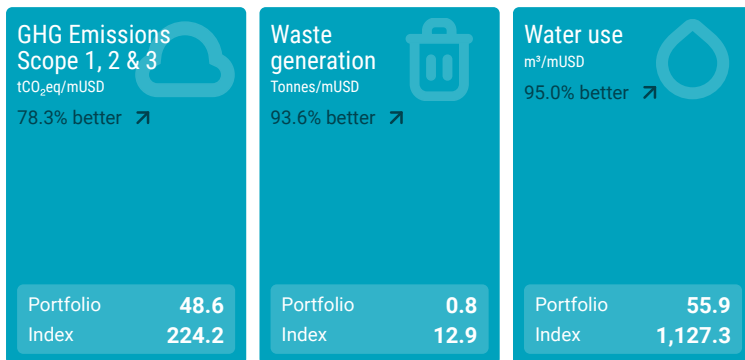 GHG Emissions
Scope 1, 2 & 3
tCO₂eq/mUSD
78.3% better
Portfolio 48.6
Index 224.2
Waste
generation
Tonnes/mUSD
93.6% better
Portfolio 0.8
Index 12.9
Water use
m³/mUSD
95.0% better
Portfolio 55.9
Index 1,127.3